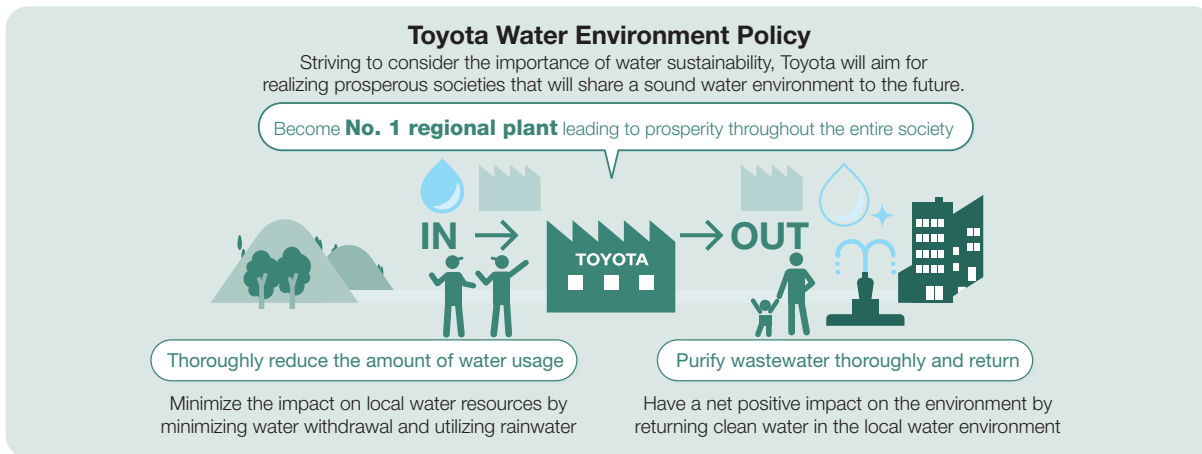 Toyota Water Environment Policy
Striving to consider the importance of water sustainability, Toyota will aim for
realizing prosperous societies that will share a sound water environment to the future.
Become No. 1 regional plant leading to prosperity throughout the entire society
IN
OUT
TOYOTA
Thoroughly reduce the amount of water usage
Minimize the impact on local water resources by
minimizing water withdrawal and utilizing rainwater
Purify wastewater thoroughly and return
Have a net positive impact on the environment by
returning clean water in the local water environment